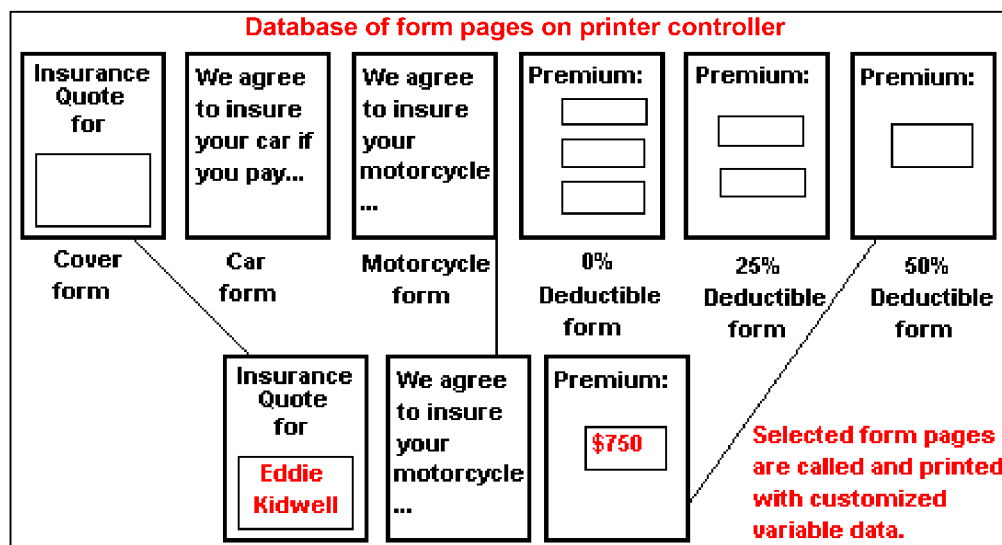 Database of form pages on printer controller
Insurance
Quote
for
We agree
to insure
your car if
you pay...
We agree
to insure
your
motorcycle
...
Premium:
Premium:
Premium:
Cover
form
Car
form
Motorcycle
form
0%
Deductible
form
25%
Deductible
form
50%
Deductible
form
Insurance
Quote
for
Eddie
Kidwell
We agree
to insure
your
motorcycle
...
Premium:
$750
Selected form pages
are called and printed
with customized
variable data.